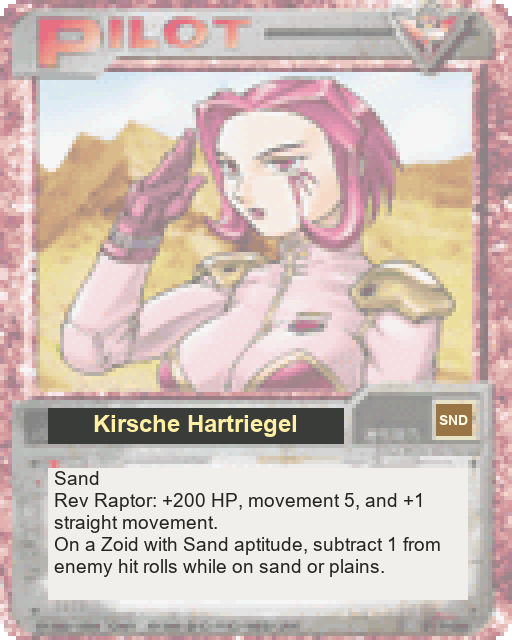 PILOT
Kirsche Hartriegel
SND
Sand
Rev Raptor: +200 HP, movement 5, and +1
straight movement.
On a Zoid with Sand aptitude, subtract 1 from
enemy hit rolls while on sand or plains.